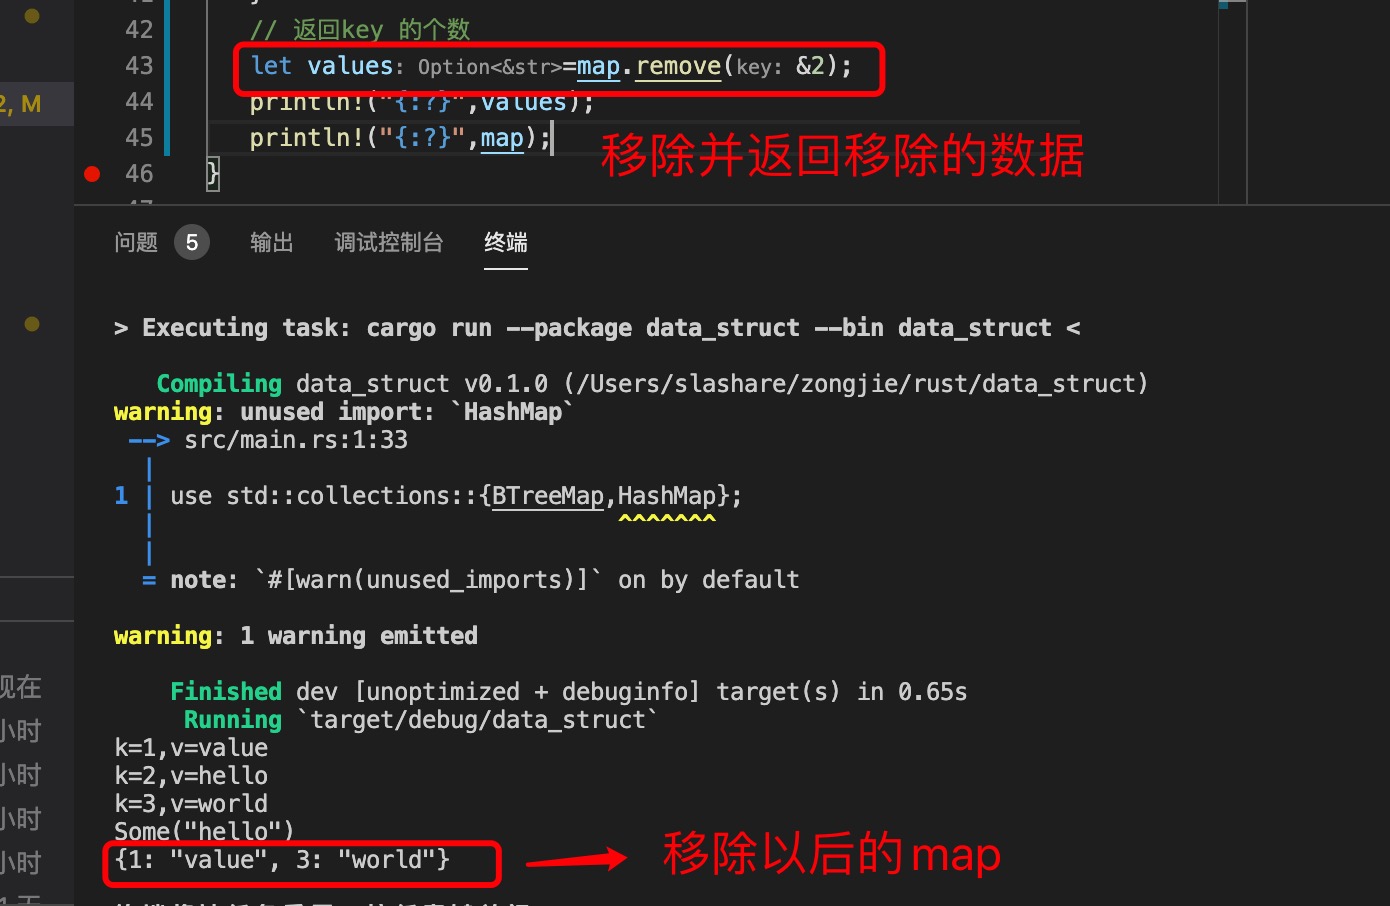 42 // 返回key 的个数
2, M
43 let values: Option<&str>=map.remove(key: &2);
44 println!("{:?}",values);
45 println!("{:?}",map);
移除并返回移除的数据
46 }
问题 5 输出 调试控制台 终端
> Executing task: cargo run --package data_struct --bin data_struct <
Compiling data_struct v0.1.0 (/Users/slashare/zongjie/rust/data_struct)
warning: unused import: `HashMap`
--> src/main.rs:1:33
|
1 | use std::collections::{BTreeMap,HashMap};
| ^^^^^^^
|
= note: `#[warn(unused_imports)]` on by default
warning: 1 warning emitted
现在
Finished dev [unoptimized + debuginfo] target(s) in 0.65s
小时
Running `target/debug/data_struct`
k=1,v=value
小时
k=2,v=hello
k=3,v=world
小时
Some("hello")
小时
{1: "value", 3: "world"}
移除以后的map